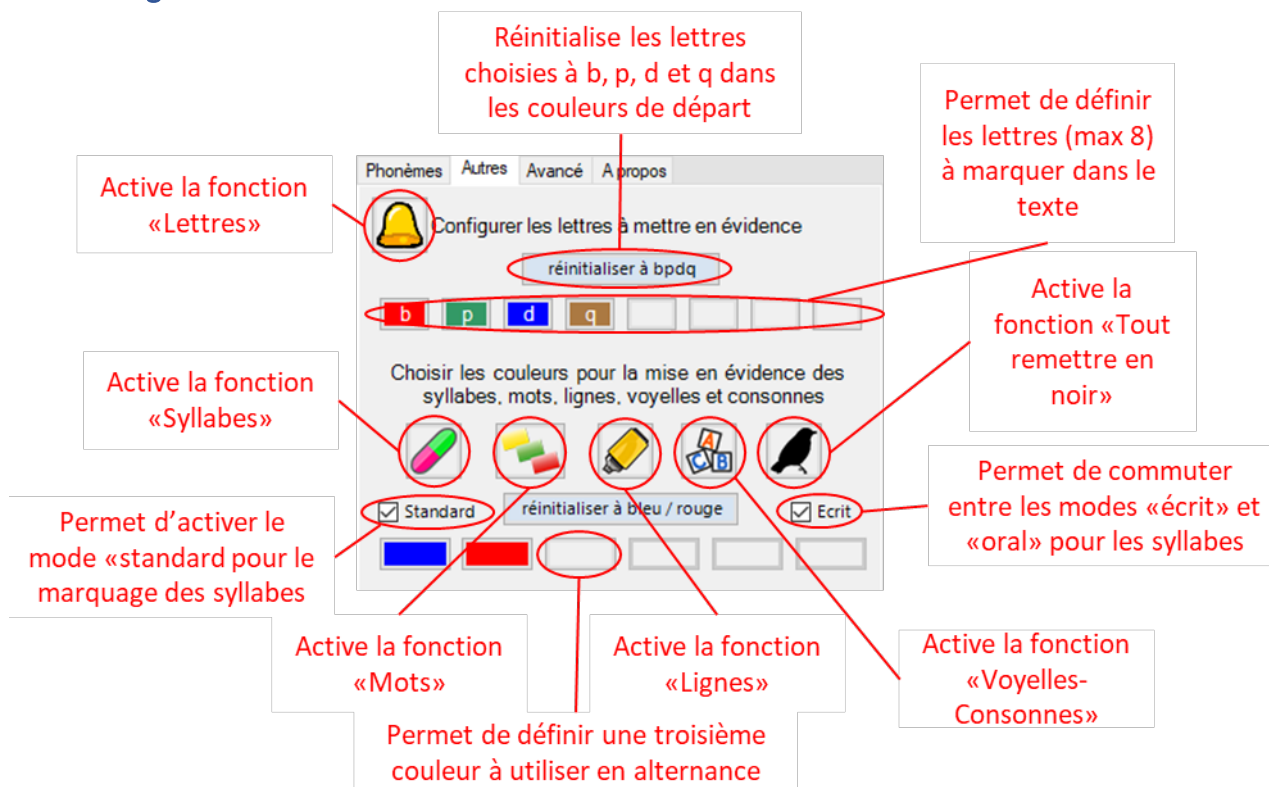 Réinitialise les lettres
choisies à b, p, d et q dans
les couleurs de départ
Permet de définir
les lettres (max 8)
à marquer dans le
texte
Active la fonction
«Lettres»
Phonèmes Autres Avancé A propos
Configurer les lettres à mettre en évidence
réinitialiser à bpdq
b p d q
Active la
fonction «Tout
remettre en
noir»
Active la fonction
«Syllabes»
Choisir les couleurs pour la mise en évidence des
syllabes, mots, lignes, voyelles et consonnes
A
C B
Standard réinitialiser à bleu / rouge Ecrit
Permet de commuter
entre les modes «écrit» et
«oral» pour les syllabes
Permet d’activer le
mode «standard pour le
marquage des syllabes
Active la fonction
«Mots»
Active la fonction
«Lignes»
Active la fonction
«Voyelles-
Consonnes»
Permet de définir une troisième
couleur à utiliser en alternance